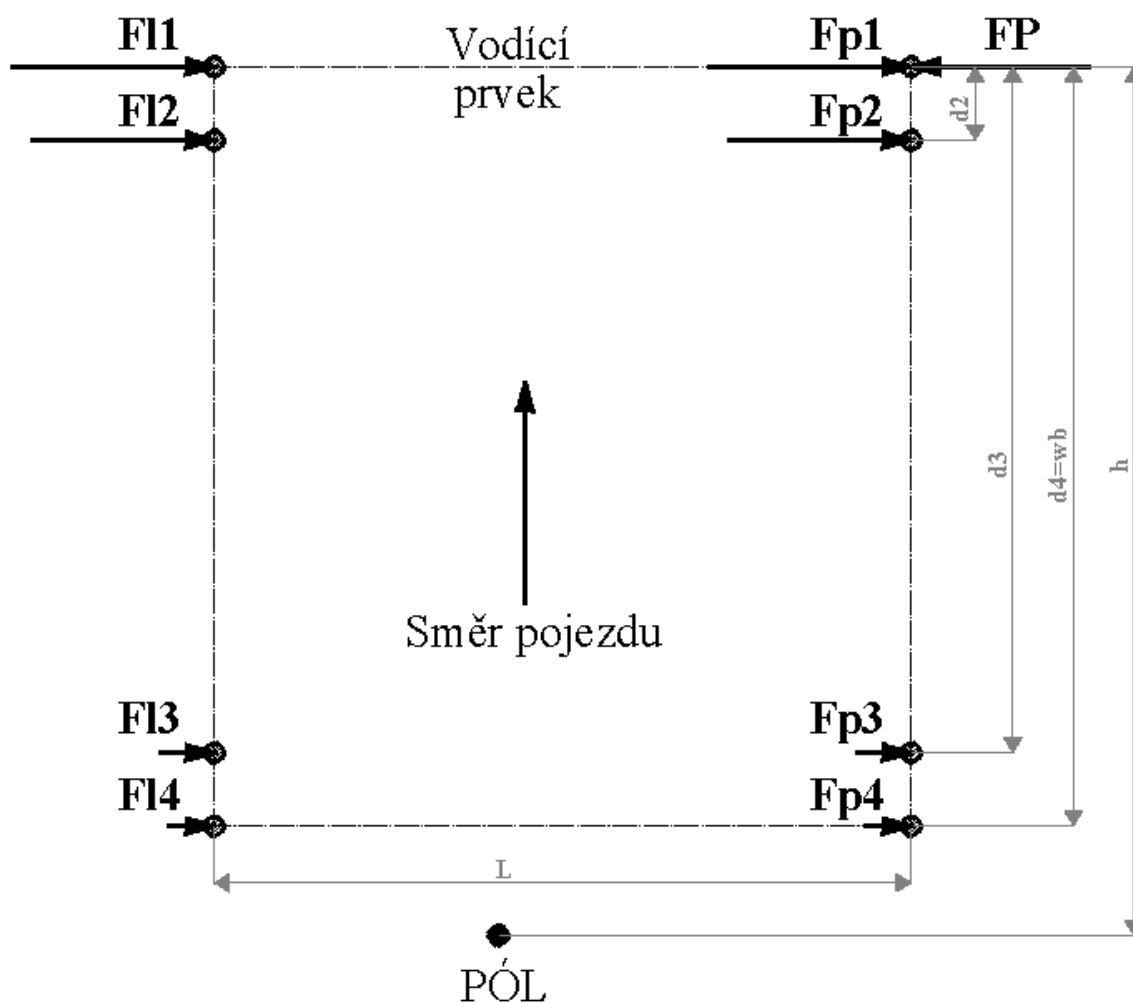 Fl1
Vodící
prvek
Fp1
FP
Fl2
Fp2
d2
d3
d4=wb
h
Směr pojezdu
Fl3
Fp3
Fl4
Fp4
L
PÓL